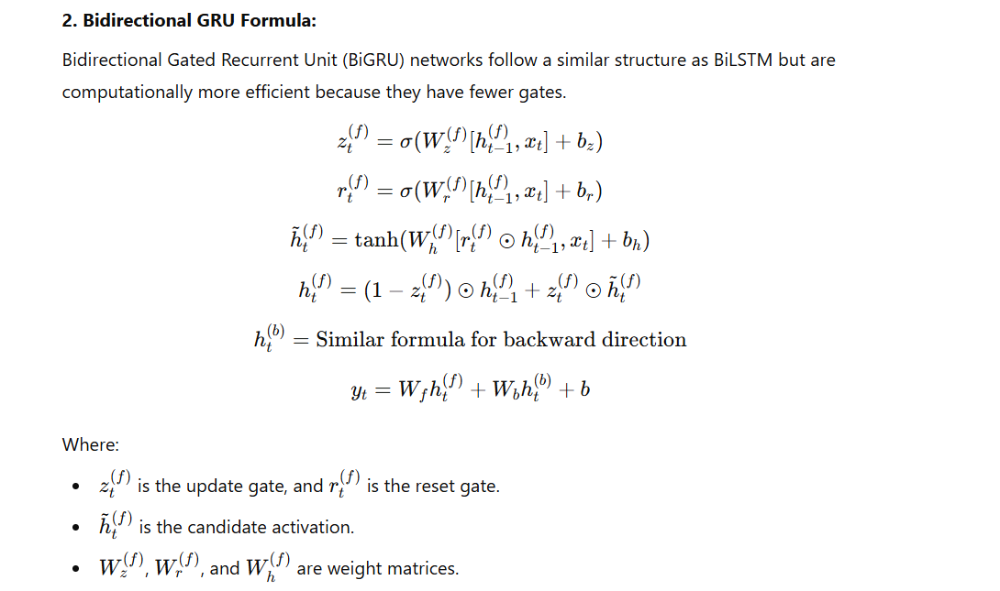 2. Bidirectional GRU Formula:
Bidirectional Gated Recurrent Unit (BiGRU) networks follow a similar structure as BiLSTM but are
computationally more efficient because they have fewer gates.
$z_t^{(f)} = \sigma(W_z^{(f)}[h_{t-1}^{(f)}, x_t] + b_z)$
$r_t^{(f)} = \sigma(W_r^{(f)}[h_{t-1}^{(f)}, x_t] + b_r)$
$\tilde{h}_t^{(f)} = \tanh(W_h^{(f)}[r_t^{(f)} \odot h_{t-1}^{(f)}, x_t] + b_h)$
$h_t^{(f)} = (1 - z_t^{(f)}) \odot h_{t-1}^{(f)} + z_t^{(f)} \odot \tilde{h}_t^{(f)}$
$h_t^{(b)} = \text{Similar formula for backward direction}$
$y_t = W_f h_t^{(f)} + W_b h_t^{(b)} + b$
Where:
• $z_t^{(f)}$ is the update gate, and $r_t^{(f)}$ is the reset gate.
• $\tilde{h}_t^{(f)}$ is the candidate activation.
• $W_z^{(f)}, W_r^{(f)}$, and $W_h^{(f)}$ are weight matrices.